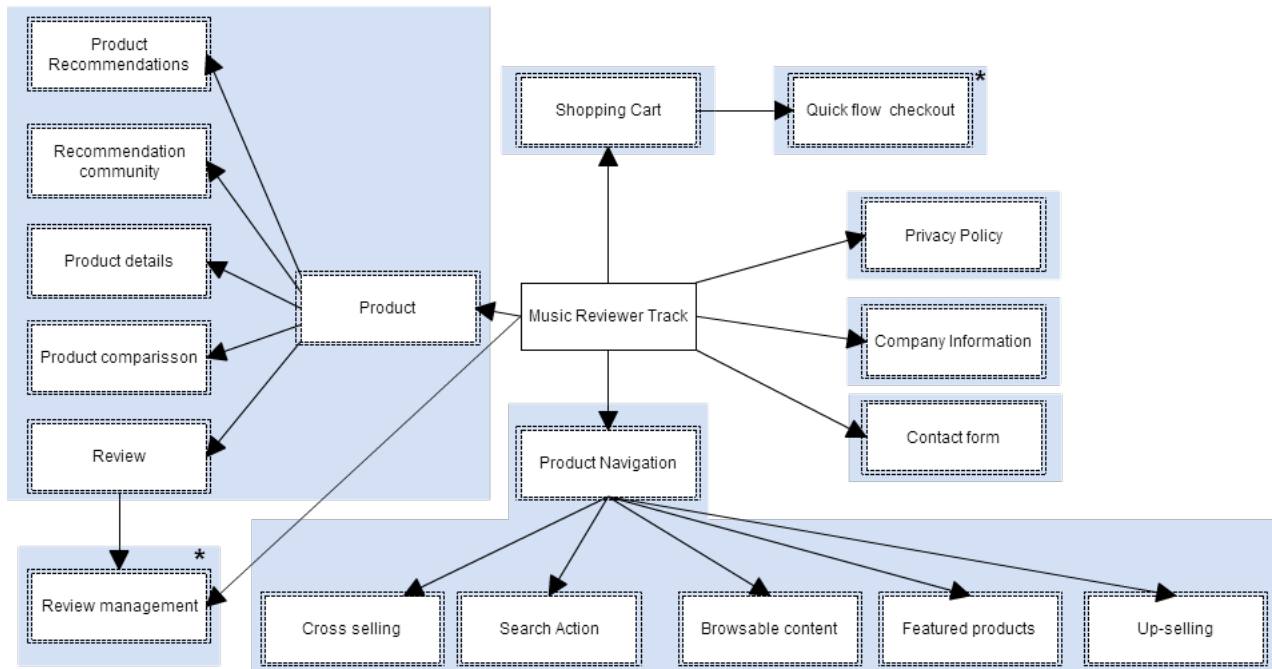 Product
Recommendations
Recommendation
community
Product details
Product comparisson
Review
*
Review management
Product
Shopping Cart
*
Quick flow checkout
Music Reviewer Track
Privacy Policy
Company Information
Contact form
Product Navigation
Cross selling
Search Action
Browsable content
Featured products
Up-selling